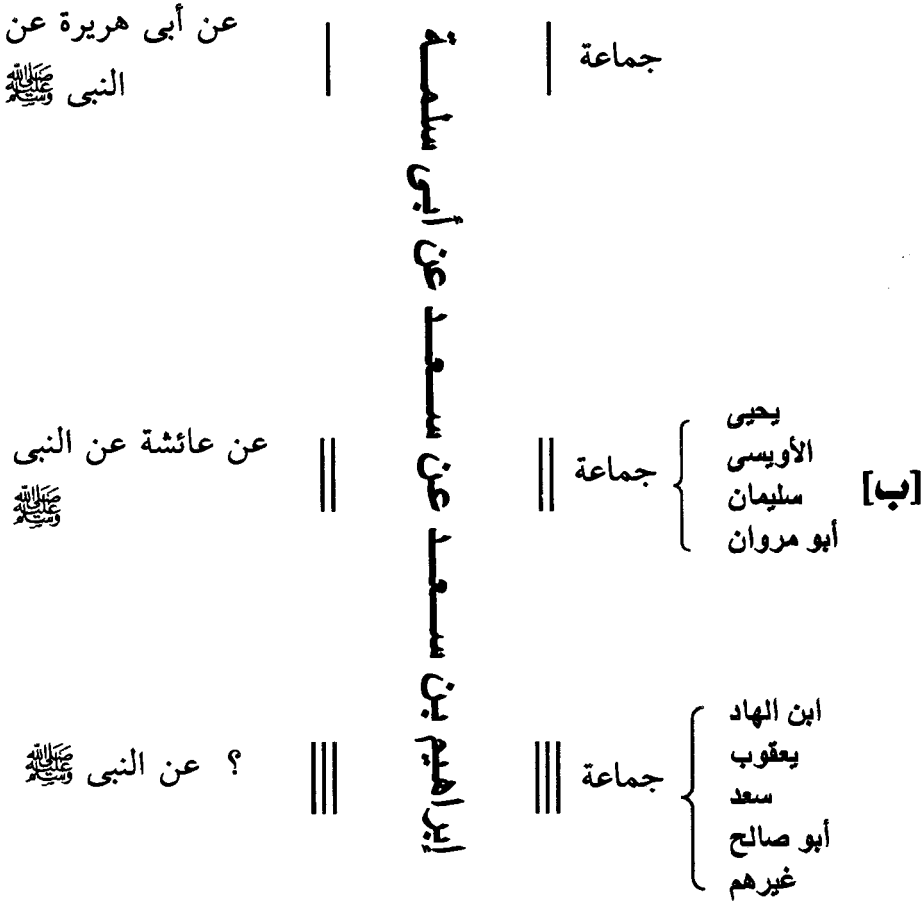 جماعة
عن أبى هريرة عن
النبى ﷺ
إبراهيم بن سعد عن سعد عن أبى سلمة
[ب]
يحيى
الأويسى
سليمان
أبو مروان
جماعة
عن عائشة عن النبى
ﷺ
ابن الهاد
يعقوب
سعد
أبو صالح
غيرهم
جماعة
؟ عن النبى ﷺ